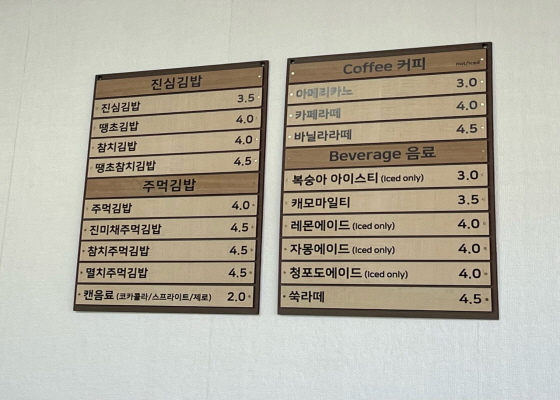 진심김밥
진심김밥 3.5
땡초김밥 4.0
참치김밥 4.0
땡초참치김밥 4.5
주먹김밥
주먹김밥 4.0
진미채주먹김밥 4.5
참치주먹김밥 4.5
멸치주먹김밥 4.5
캔음료 (코카콜라/스프라이트/제로) 2.0
Coffee 커피 Hot/Iced
아메리카노 3.0
카페라떼 4.0
바닐라라떼 4.5
Beverage 음료
복숭아 아이스티 (Iced only) 3.0
캐모마일티 3.5
레몬에이드 (Iced only) 4.0
자몽에이드 (Iced only) 4.0
청포도에이드 (Iced only) 4.0
쑥라떼 4.5